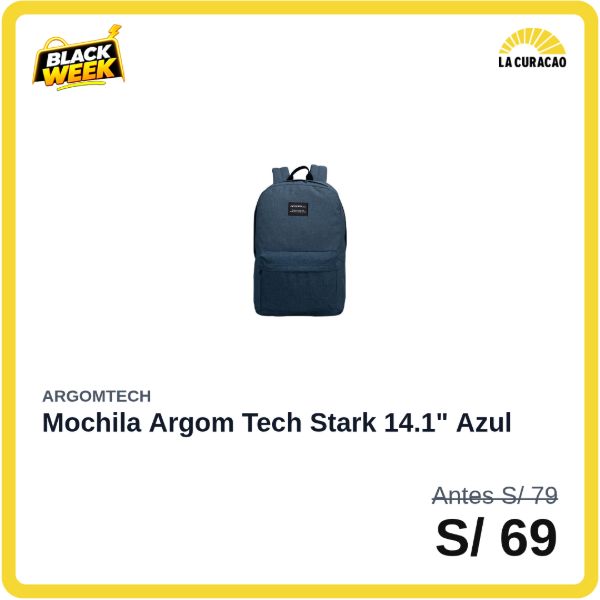 BLACK
WEEK
LA CURACAO
ARGOMTECH
Mochila Argom Tech Stark 14.1" Azul
Antes S/ 79
S/ 69